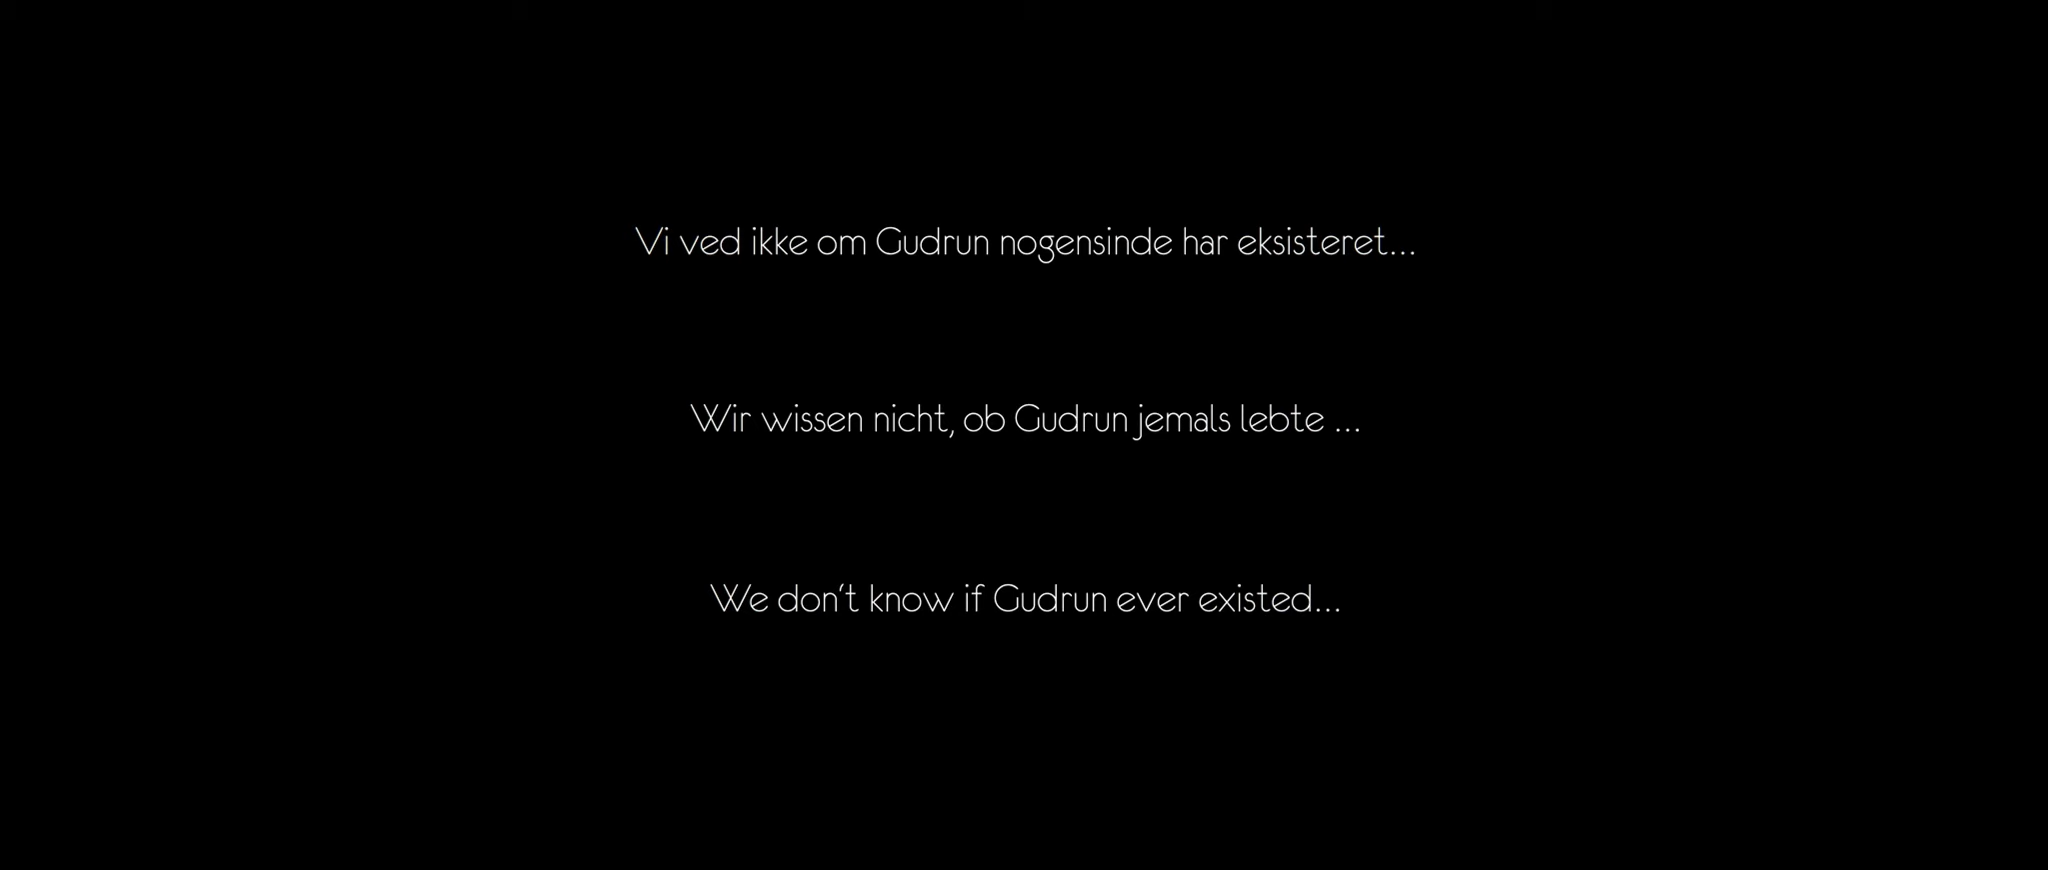 Vi ved ikke om Gudrun nogensinde har eksisteret...
Wir wissen nicht, ob Gudrun jemals lebte ...
We don't know if Gudrun ever existed...